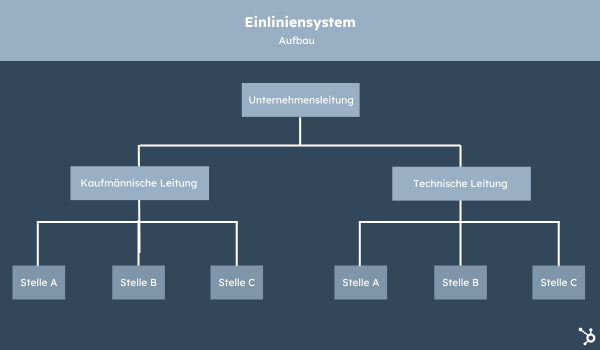 Einliniensystem
Aufbau
Unternehmensleitung
Kaufmännische Leitung
Technische Leitung
Stelle A
Stelle B
Stelle C
Stelle A
Stelle B
Stelle C